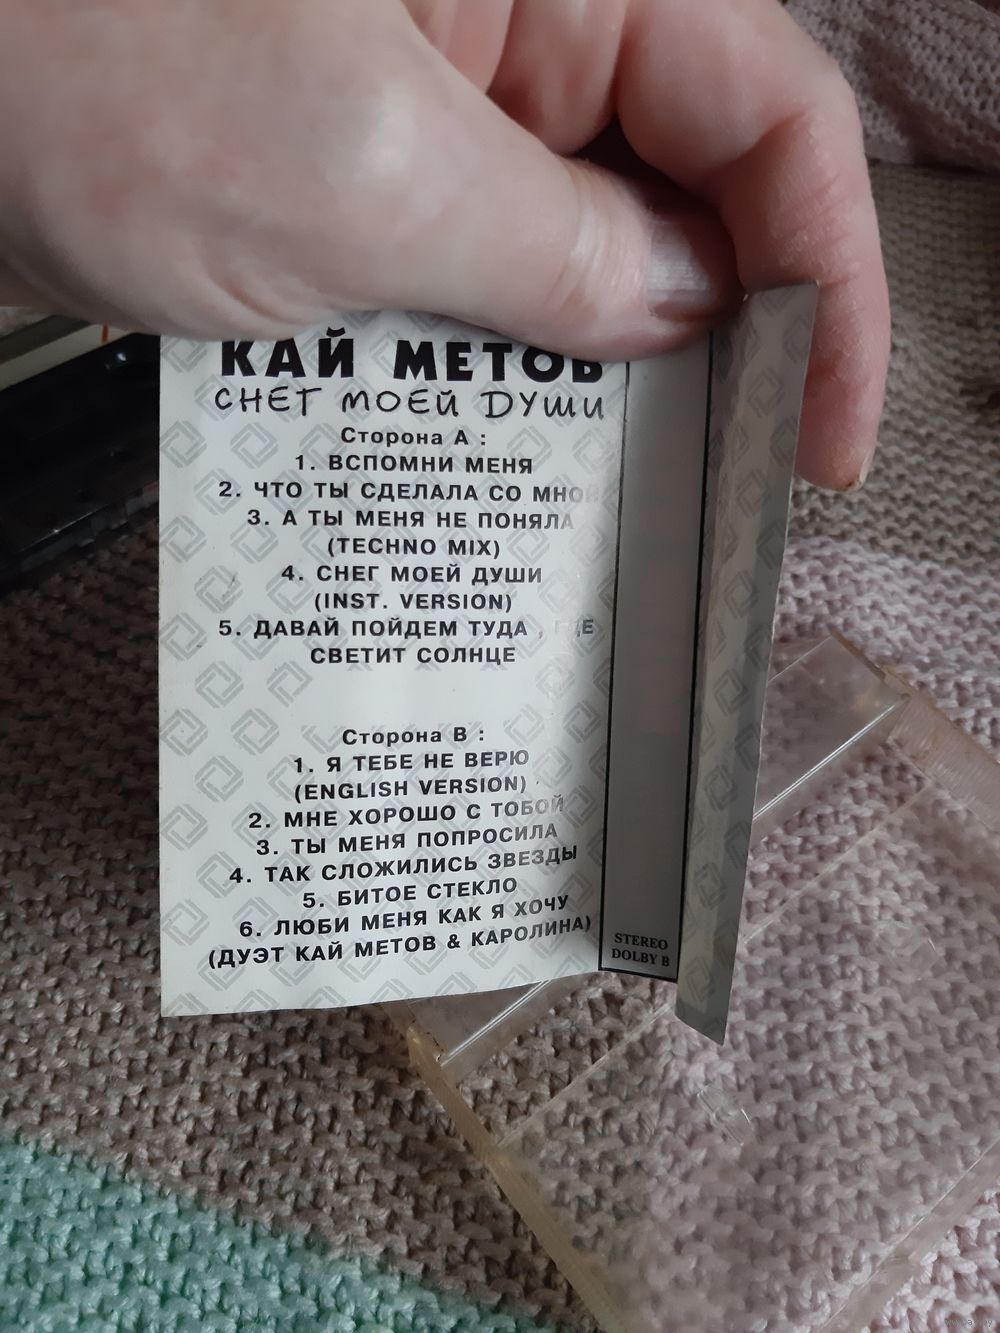 КАЙ МЕТОВ
СНЕГ МОЕЙ ДУШИ
Сторона А :
1. ВСПОМНИ МЕНЯ
2. ЧТО ТЫ СДЕЛАЛА СО МНОЙ
3. А ТЫ МЕНЯ НЕ ПОНЯЛА
(TECHNO MIX)
4. СНЕГ МОЕЙ ДУШИ
(INST. VERSION)
5. ДАВАЙ ПОЙДЕМ ТУДА , ГДЕ
СВЕТИТ СОЛНЦЕ
Сторона В :
1. Я ТЕБЕ НЕ ВЕРЮ
(ENGLISH VERSION)
2. МНЕ ХОРОШО С ТОБОЙ
3. ТЫ МЕНЯ ПОПРОСИЛА
4. ТАК СЛОЖИЛИСЬ ЗВЕЗДЫ
5. БИТОЕ СТЕКЛО
6. ЛЮБИ МЕНЯ КАК Я ХОЧУ
(ДУЭТ КАЙ МЕТОВ & КАРОЛИНА)
STEREO
DOLBY B